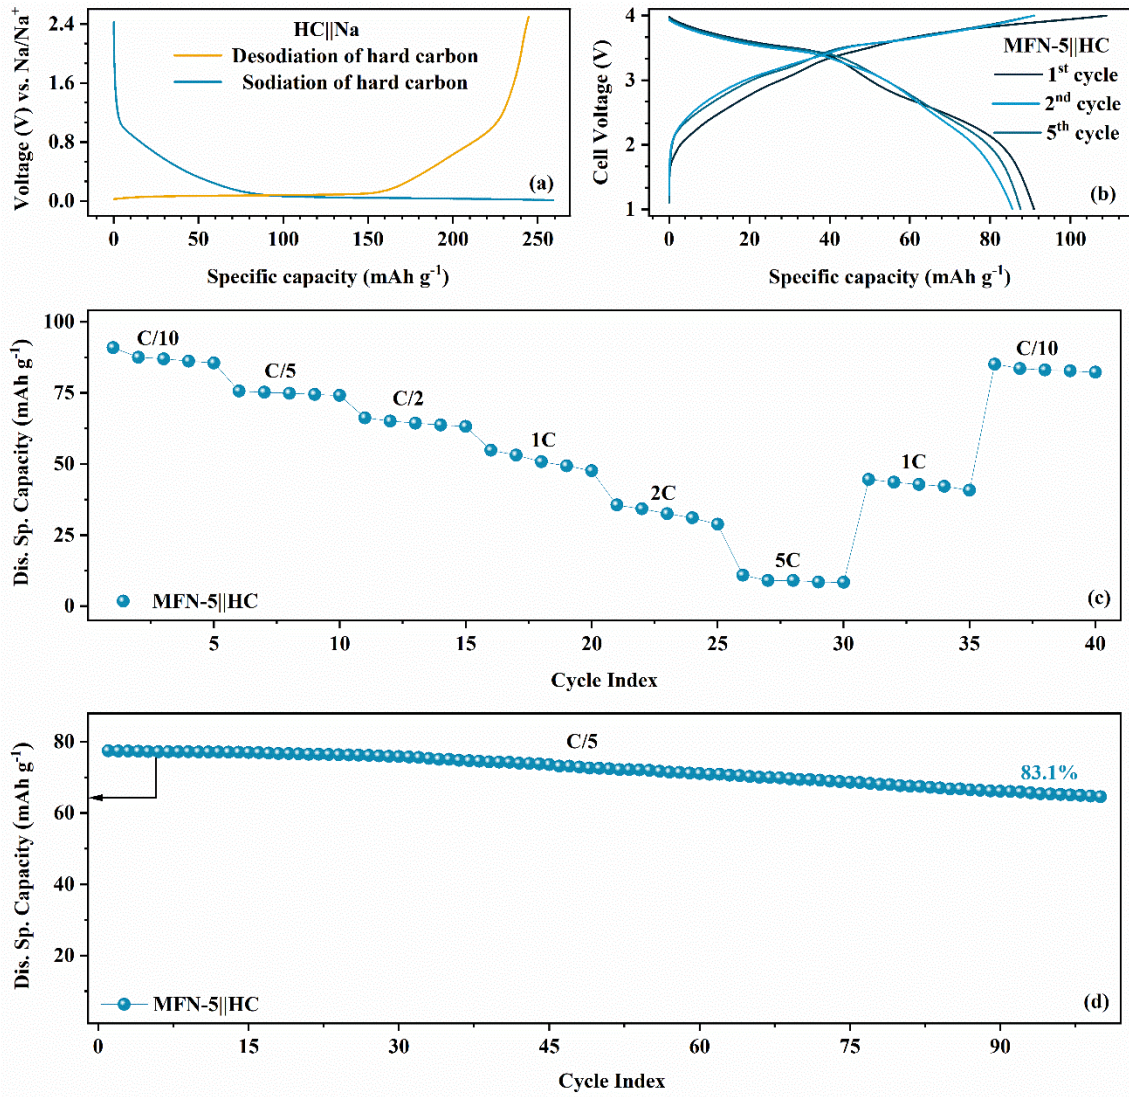 HC||Na
Desodiation of hard carbon
Sodiation of hard carbon
2.4
1.6
0.8
0.0
Voltage (V) vs. Na/Na⁺
(a)
0 50 100 150 200 250
Specific capacity (mAh g⁻¹)
MFN-5||HC
1ˢᵗ cycle
2ⁿᵈ cycle
5ᵗʰ cycle
4
3
2
1
Cell Voltage (V)
(b)
0 20 40 60 80 100
Specific capacity (mAh g⁻¹)
100
75
50
25
0
Dis. Sp. Capacity (mAh g⁻¹)
C/10
C/5
C/2
1C
2C
5C
1C
C/10
MFN-5||HC
(c)
5 10 15 20 25 30 35 40
Cycle Index
80
60
40
20
Dis. Sp. Capacity (mAh g⁻¹)
C/5
83.1%
MFN-5||HC
(d)
0 15 30 45 60 75 90
Cycle Index